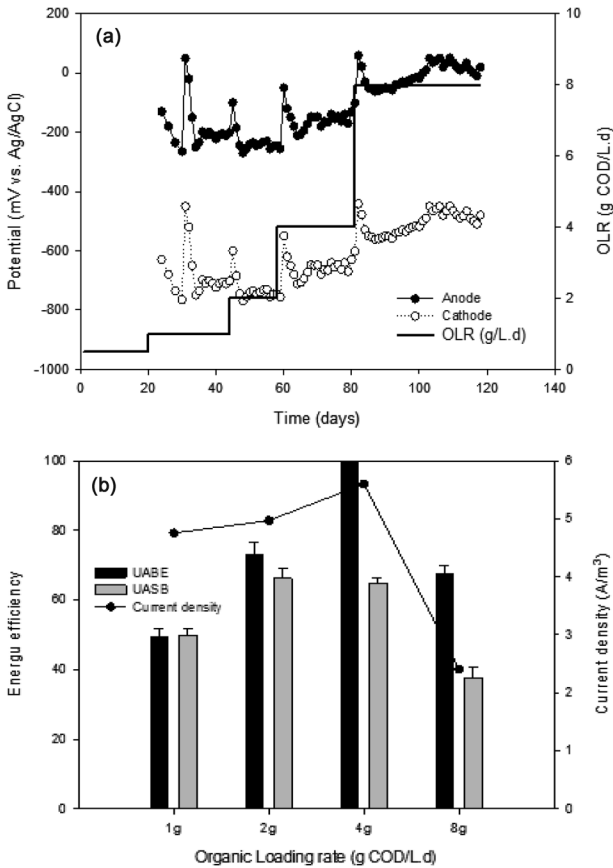 (a)
200
0
-200
-400
-600
-800
-1000
Potential (mV vs. Ag/AgCl)
10
8
6
4
2
0
OLR (g COD/L.d)
Anode
Cathode
OLR (g/L.d)
0 20 40 60 80 100 120 140
Time (days)
(b)
100
80
60
40
20
0
Energu efficiency
6
5
4
3
2
1
0
Current density (A/m³)
UABE
UASB
Current density
1g 2g 4g 8g
Organic Loading rate (g COD/L.d)